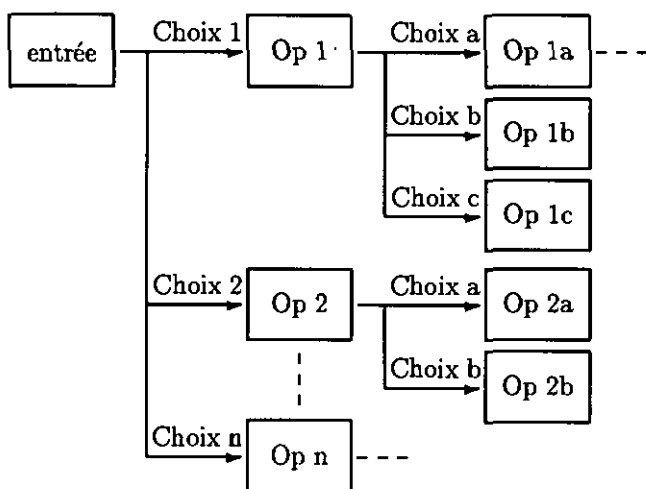 entrée
Choix 1
Op 1
Choix a
Op 1a
Choix b
Op 1b
Choix c
Op 1c
Choix 2
Op 2
Choix a
Op 2a
Choix b
Op 2b
Choix n
Op n